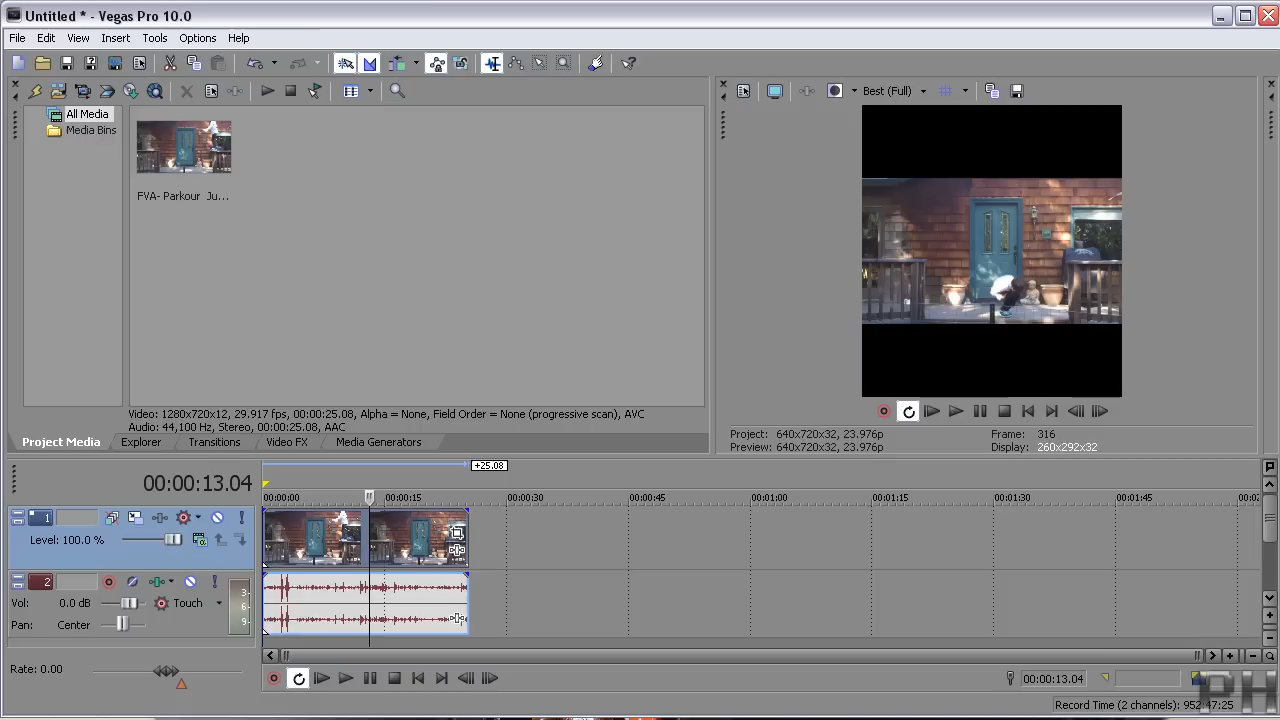 Untitled * - Vegas Pro 10.0
File Edit View Insert Tools Options Help
All Media
Media Bins
FVA- Parkour Ju...
Best (Full)
Video: 1280x720x12, 29.917 fps, 00:00:25.08, Alpha = None, Field Order = None (progressive scan), AVC
Audio: 44,100 Hz, Stereo, 00:00:25.08, AAC
Project Media Explorer Transitions Video FX Media Generators
Project: 640x720x32, 23.976p Frame: 316
Preview: 640x720x32, 23.976p Display: 260x292x32
+25.08
00:00:13.04
00:00:00 00:00:15 00:00:30 00:00:45 00:01:00 00:01:15 00:01:30 00:01:45
1
Level: 100.0 %
2
Vol: 0.0 dB Touch
Pan: Center
3
6
9
Rate: 0.00
00:00:13.04
Record Time (2 channels): 952:47:25
PH